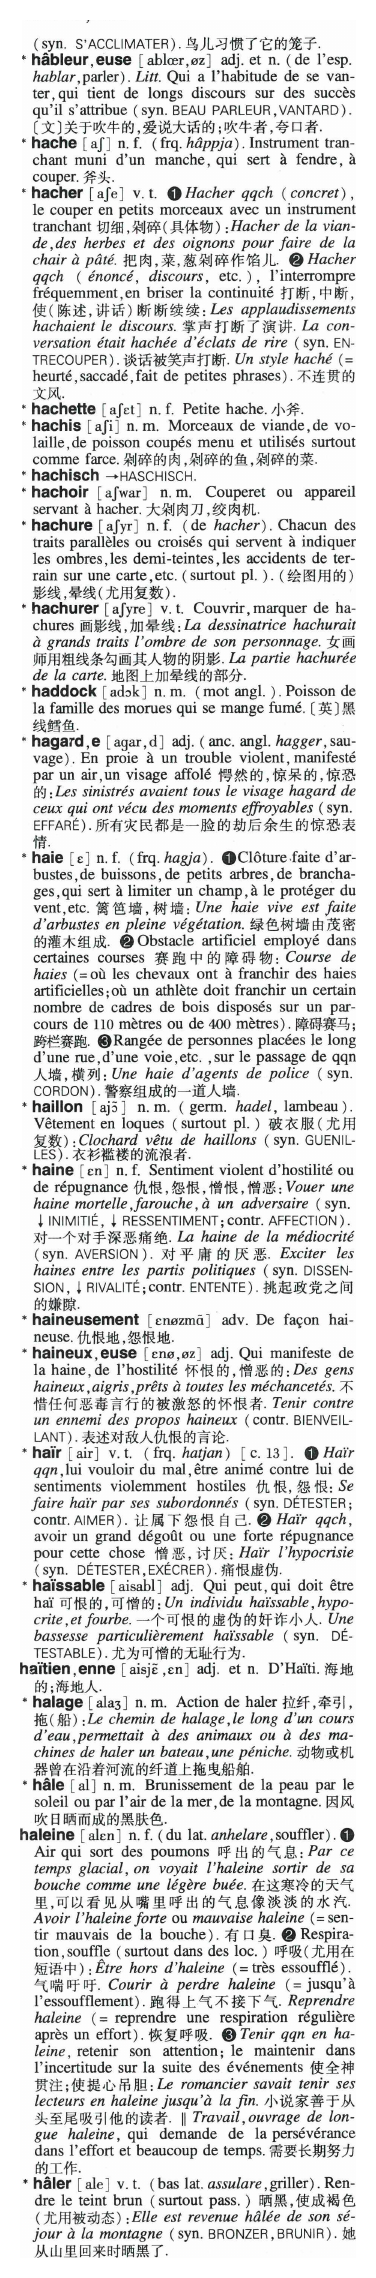 (syn. S'ACCLIMATER). 鸟儿习惯了它的笼子.
* hâbleur,euse [ablœr,øz] adj. et n. (de l'esp.
hablar,parler). Litt. Qui a l'habitude de se van-
ter,qui tient de longs discours sur des succès
qu'il s'attribue (syn. BEAU PARLEUR,VANTARD).
〔文〕关于吹牛的,爱说大话的;吹牛者,夸口者.
* hache [aʃ] n. f. (frq. hâppja). Instrument tran-
chant muni d'un manche, qui sert à fendre, à
couper. 斧头.
* hacher [aʃe] v. t. ❶ Hacher qqch (concret),
le couper en petits morceaux avec un instrument
tranchant 切细,剁碎(具体物):Hacher de la vian-
de,des herbes et des oignons pour faire de la
chair à pâté. 把肉,菜,葱剁碎作馅儿. ❷ Hacher
qqch (énoncé, discours, etc.), l'interrompre
fréquemment,en briser la continuité 打断,中断,
使(陈述,讲话)断断续续:Les applaudissements
hachaient le discours. 掌声打断了演讲. La con-
versation était hachée d'éclats de rire (syn. EN-
TRECOUPER). 谈话被笑声打断. Un style haché (=
heurté,saccadé,fait de petites phrases). 不连贯的
文风.
* hachette [aʃɛt] n. f. Petite hache. 小斧.
* hachis [aʃi] n. m. Morceaux de viande,de vo-
laille,de poisson coupés menu et utilisés surtout
comme farce. 剁碎的肉,剁碎的鱼,剁碎的菜.
* hachisch →HASCHISCH.
* hachoir [aʃwar] n. m. Couperet ou appareil
servant à hacher. 大剁肉刀,绞肉机.
* hachure [aʃyr] n. f. (de hacher). Chacun des
traits parallèles ou croisés qui servent à indiquer
les ombres,les demi-teintes,les accidents de ter-
rain sur une carte,etc. (surtout pl.). (绘图用的)
影线,晕线(尤用复数).
* hachurer [aʃyre] v. t. Couvrir,marquer de ha-
chures 画影线,加晕线:La dessinatrice hachurait
à grands traits l'ombre de son personnage. 女画
师用粗线条勾画其人物的阴影. La partie hachurée
de la carte. 地图上加晕线的部分.
* haddock [adɔk] n. m. (mot angl.). Poisson de
la famille des morues qui se mange fumé. 〔英〕黑
线鳕鱼.
* hagard,e [agar,d] adj. (anc. angl. hagger,sau-
vage). En proie à un trouble violent,manifesté
par un air,un visage affolé 愕然的,惊呆的,惊恐
的:Les sinistrés avaient tous le visage hagard de
ceux qui ont vécu des moments effroyables (syn.
EFFARÉ). 所有灾民都是一脸的劫后余生的惊恐表
情.
* haie [ɛ] n. f. (frq. hagja). ❶Clôture faite d'ar-
bustes,de buissons,de petits arbres,de brancha-
ges,qui sert à limiter un champ,à le protéger du
vent,etc. 篱笆墙,树墙: Une haie vive est faite
d'arbustes en pleine végétation. 绿色树墙由茂密
的灌木组成. ❷ Obstacle artificiel employé dans
certaines courses 赛跑中的障碍物: Course de
haies (=où les chevaux ont à franchir des haies
artificielles;où un athlète doit franchir un certain
nombre de cadres de bois disposés sur un par-
cours de 110 mètres ou de 400 mètres). 障碍赛马;
跨栏赛跑. ❸Rangée de personnes placées le long
d'une rue,d'une voie,etc. ,sur le passage de qqn
人墙,横列: Une haie d'agents de police (syn.
CORDON). 警察组成的一道人墙.
* haillon [ajɔ̃] n. m. (germ. hadel, lambeau).
Vêtement en loques (surtout pl.) 破衣服(尤用
复数):Clochard vêtu de haillons (syn. GUENIL-
LES). 衣衫褴褛的流浪者.
* haine [ɛn] n. f. Sentiment violent d'hostilité ou
de répugnance 仇恨,怨恨,憎恨,憎恶:Vouer une
haine mortelle,farouche,à un adversaire (syn.
↓ INIMITIÉ, ↓ RESSENTIMENT; contr. AFFECTION).
对一个对手深恶痛绝. La haine de la médiocrité
(syn. AVERSION). 对平庸的厌恶. Exciter les
haines entre les partis politiques (syn. DISSEN-
SION, ↓ RIVALITÉ;contr. ENTENTE). 挑起政党之间
的嫌隙.
* haineusement [ɛnøzmɑ̃] adv. De façon hai-
neuse. 仇恨地,怨恨地.
* haineux,euse [ɛnø,øz] adj. Qui manifeste de
la haine,de l'hostilité 怀恨的,憎恶的:Des gens
haineux,aigris,prêts à toutes les méchancetés. 不
惜任何恶毒言行的被激怒的怀恨者. Tenir contre
un ennemi des propos haineux (contr. BIENVEIL-
LANT). 表述对敌人仇恨的言论.
* haïr [air] v. t. (frq. hatjan) [c. 13]. ❶ Haïr
qqn,lui vouloir du mal,être animé contre lui de
sentiments violemment hostiles 仇恨,怨恨: Se
faire haïr par ses subordonnés (syn. DÉTESTER;
contr. AIMER). 让属下怨恨自己. ❷ Haïr qqch,
avoir un grand dégoût ou une forte répugnance
pour cette chose 憎恶,讨厌: Haïr l'hypocrisie
(syn. DÉTESTER,EXÉCRER). 痛恨虚伪.
* haïssable [aisabl] adj. Qui peut,qui doit être
haï 可恨的,可憎的:Un individu haïssable,hypo-
crite,et fourbe. 一个可恨的虚伪的奸诈小人. Une
bassesse particulièrement haïssable (syn. DÉ-
TESTABLE). 尤为可憎的无耻行为.
haïtien,enne [aisjɛ̃,ɛn] adj. et n. D'Haïti. 海地
的;海地人.
* halage [alaʒ] n. m. Action de haler 拉纤,牵引,
拖(船):Le chemin de halage,le long d'un cours
d'eau,permettait à des animaux ou à des ma-
chines de haler un bateau,une péniche. 动物或机
器曾在沿着河流的纤道上拖曳船舶.
* hâle [al] n. m. Brunissement de la peau par le
soleil ou par l'air de la mer,de la montagne. 因风
吹日晒而成的黑肤色.
haleine [alɛn] n. f. (du lat. anhelare,souffler). ❶
Air qui sort des poumons 呼出的气息: Par ce
temps glacial, on voyait l'haleine sortir de sa
bouche comme une légère buée. 在这寒冷的天气
里,可以看见从嘴里呼出的气息像淡淡的水汽.
Avoir l'haleine forte ou mauvaise haleine (=sen-
tir mauvais de la bouche). 有口臭. ❷ Respira-
tion,souffle (surtout dans des loc.) 呼吸(尤用在
短语中):Être hors d'haleine (=très essoufflé).
气喘吁吁. Courir à perdre haleine (= jusqu'à
l'essoufflement). 跑得上气不接下气. Reprendre
haleine (= reprendre une respiration régulière
après un effort). 恢复呼吸. ❸ Tenir qqn en ha-
leine, retenir son attention; le maintenir dans
l'incertitude sur la suite des événements 使全神
贯注;使提心吊胆:Le romancier savait tenir ses
lecteurs en haleine jusqu'à la fin. 小说家善于从
头至尾吸引他的读者. ‖ Travail,ouvrage de lon-
gue haleine, qui demande de la persévérance
dans l'effort et beaucoup de temps. 需要长期努力
的工作.
* hâler [ale] v. t. (bas lat. assulare,griller). Ren-
dre le teint brun (surtout pass.) 晒黑,使成褐色
(尤用被动态):Elle est revenue hâlée de son sé-
jour à la montagne (syn. BRONZER,BRUNIR). 她
从山里回来时晒黑了.